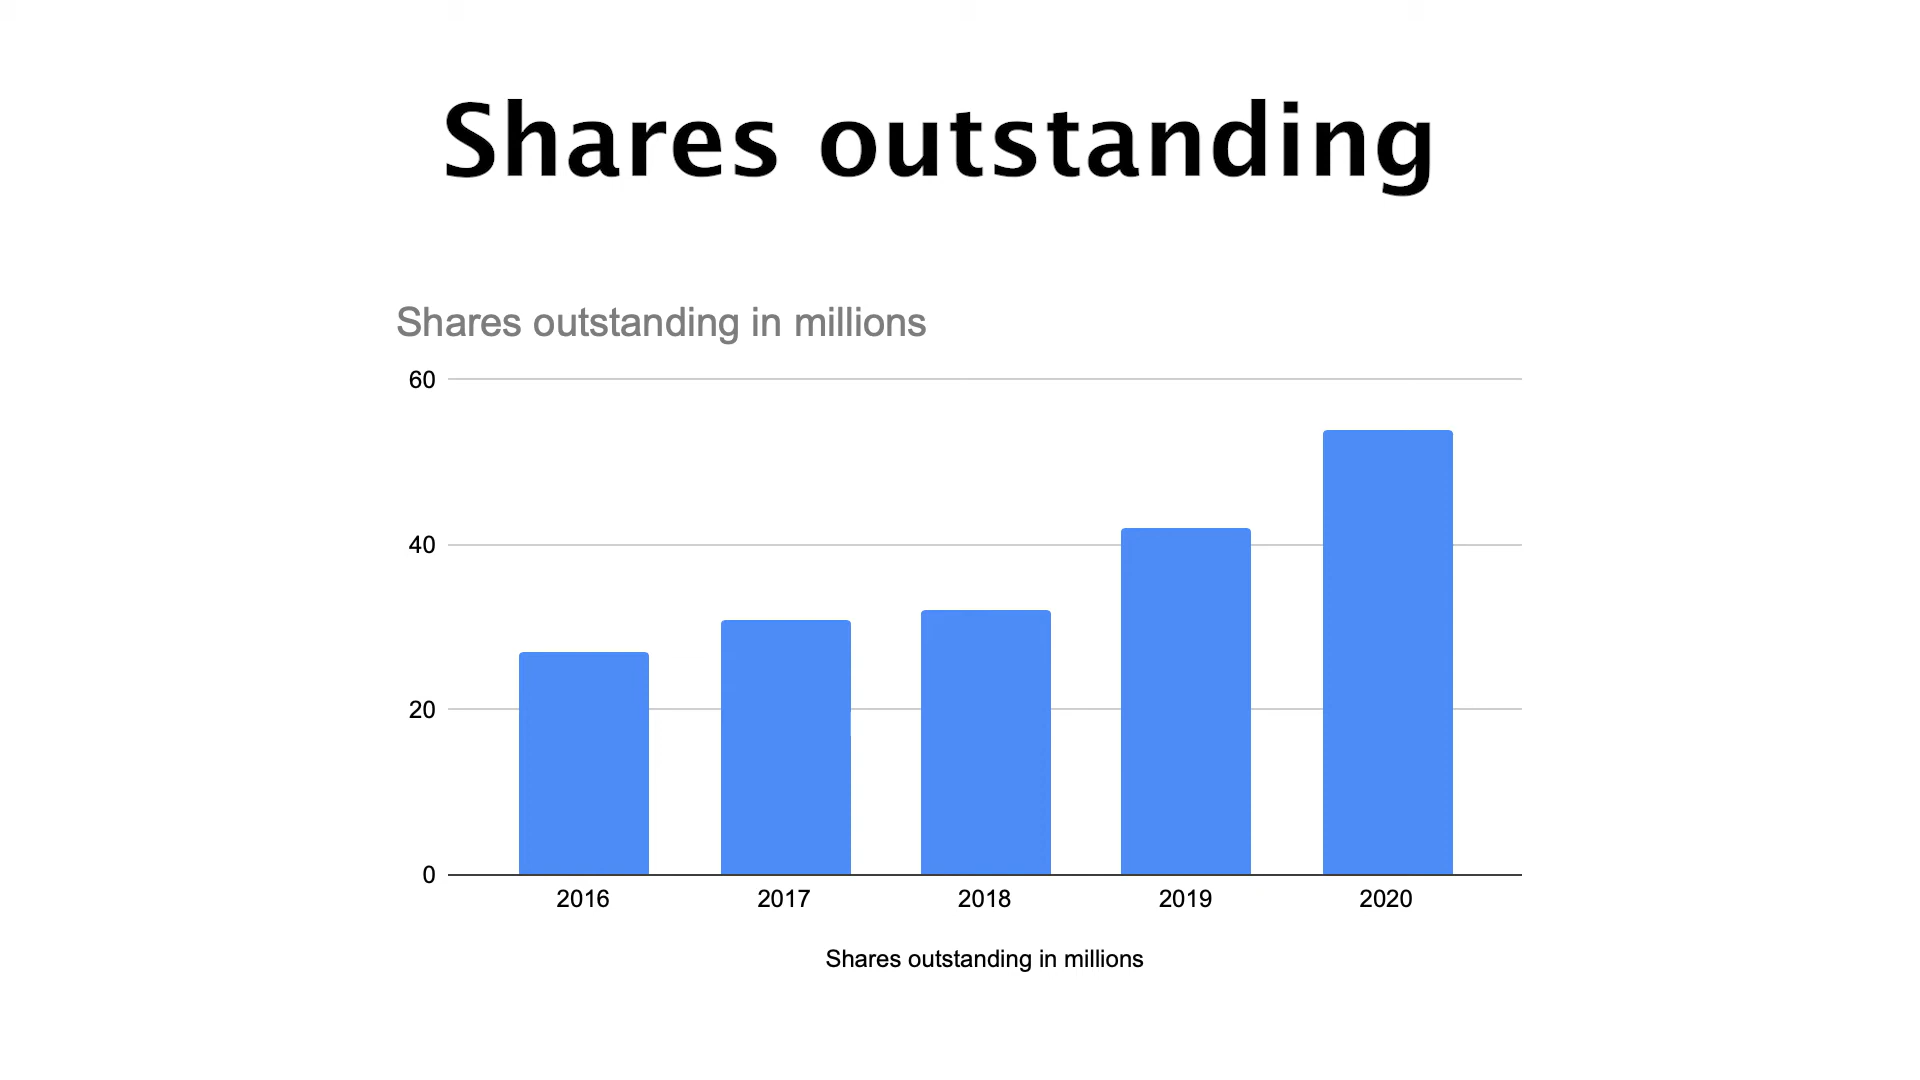 Shares outstanding
Shares outstanding in millions
60
40
20
0
2016 2017 2018 2019 2020
Shares outstanding in millions